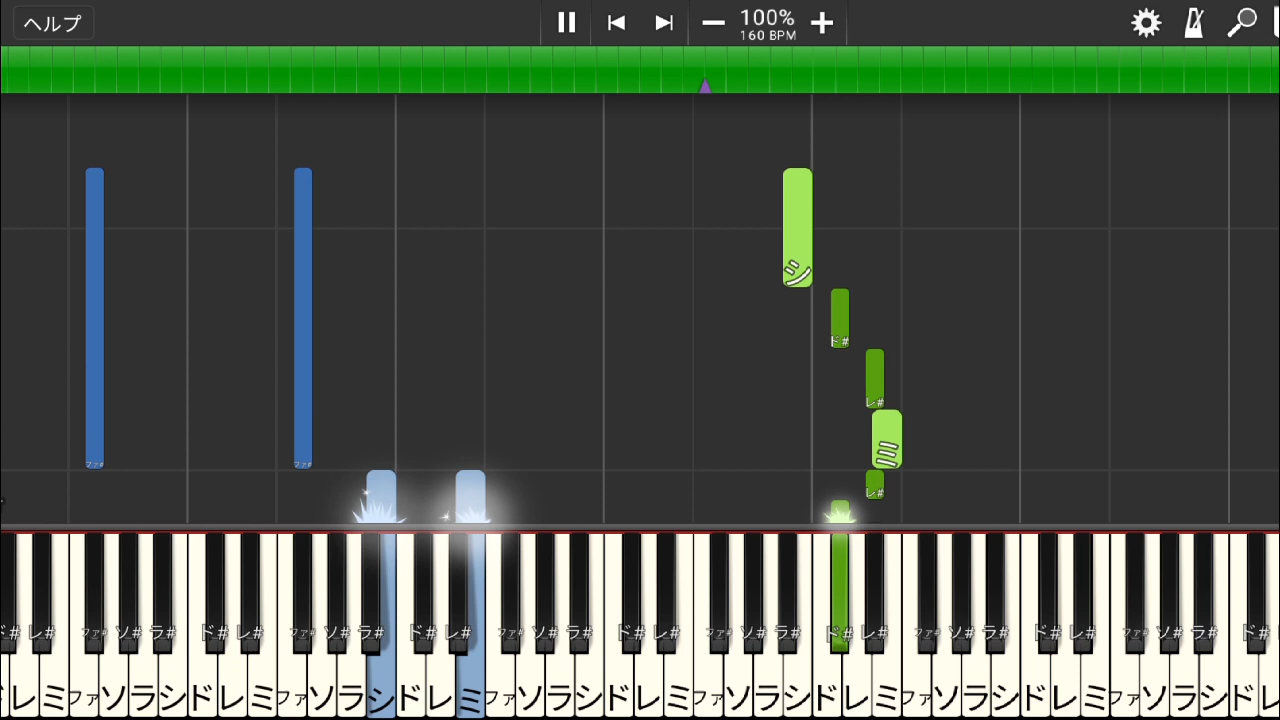 ヘルプ
100%
160 BPM
シ
ド#
レ#
ファ# ファ# ミ
レ#
ド# レ# ファ# ソ# ラ# ド# レ# ファ# ソ# ラ# ド# レ# ファ# ソ# ラ# ド# レ# ファ# ソ# ラ# ド# レ# ファ# ソ# ラ# ド# レ# ファ# ソ# ラ# ド#
レ ミ ファ ソ ラ シ ド レ ミ ファ ソ ラ シ ド レ ミ ファ ソ ラ シ ド レ ミ ファ ソ ラ シ ド レ ミ ファ ソ ラ シ ド レ ミ ファ ソ ラ シ ド レ